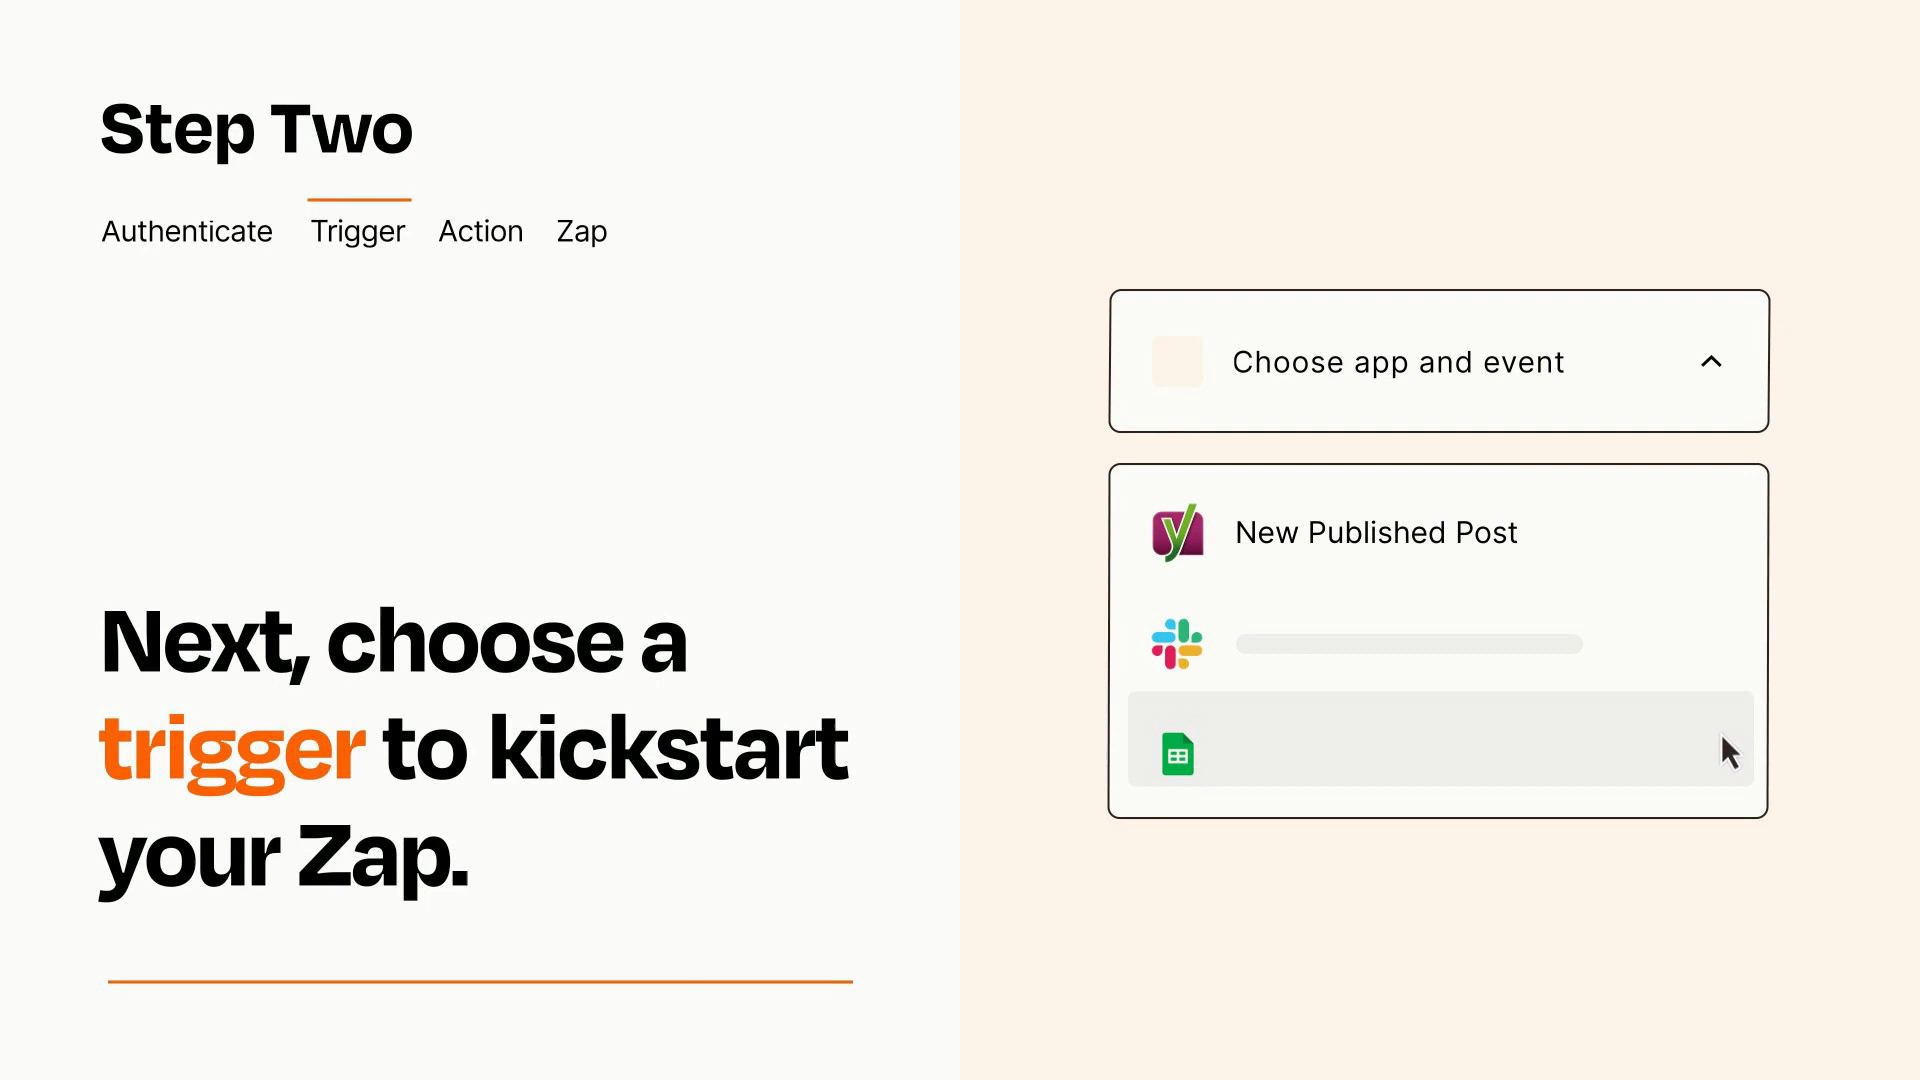 Step Two
Authenticate Trigger Action Zap
Next, choose a
trigger to kickstart
your Zap.
Choose app and event
New Published Post